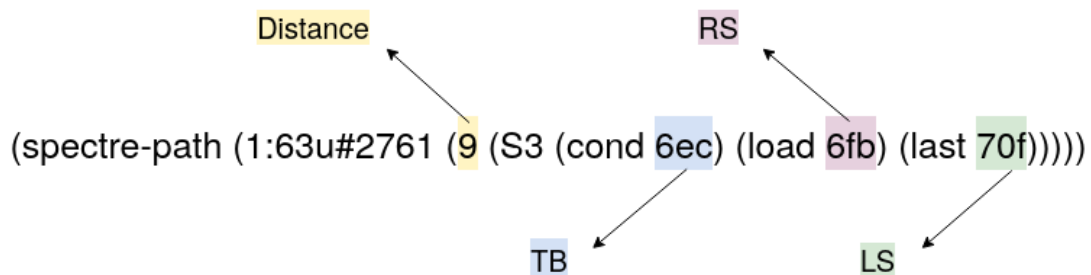 Distance RS
(spectre-path (1:63u#2761 (9 (S3 (cond 6ec) (load 6fb) (last 70f)))))
TB LS